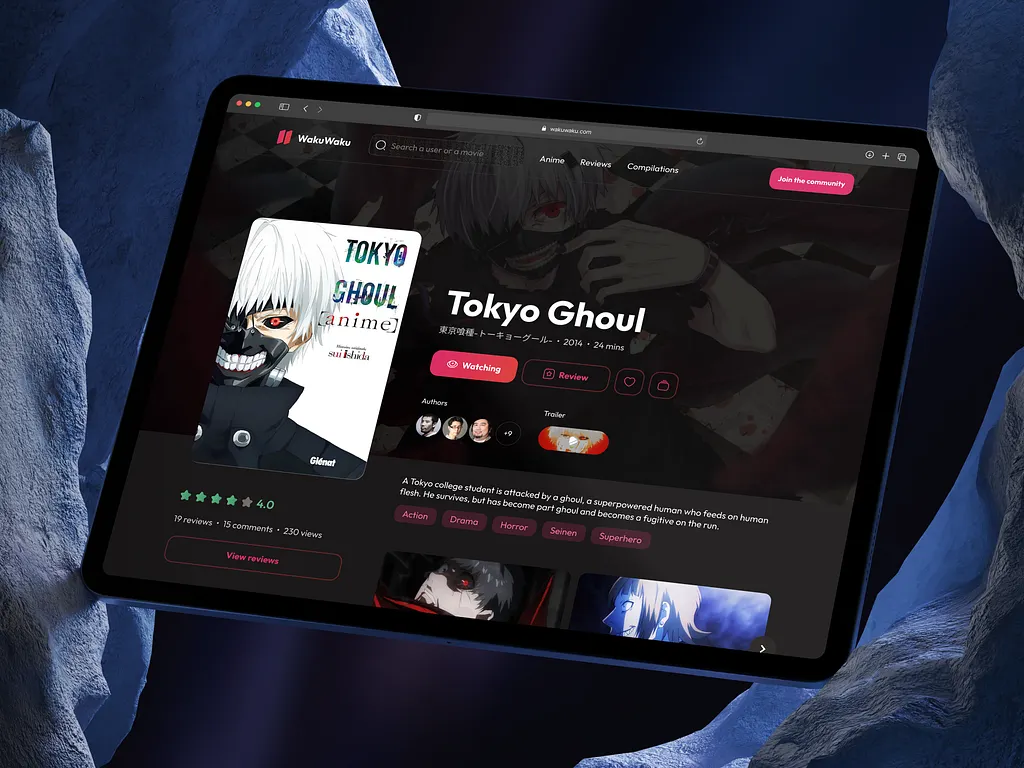 wakuwaku.com
WakuWaku
Search a user or a movie
Anime
Reviews
Compilations
Join the community
TOKYO
GHOUL
[anime]
sui ishida
Glénat
Tokyo Ghoul
東京喰種-トーキョーグール- • 2014 • 24 mins
Watching
Review
Authors
+9
Trailer
4.0
19 reviews • 15 comments • 230 views
View reviews
A Tokyo college student is attacked by a ghoul, a superpowered human who feeds on human
flesh. He survives, but has become part ghoul and becomes a fugitive on the run.
Action
Drama
Horror
Seinen
Superhero